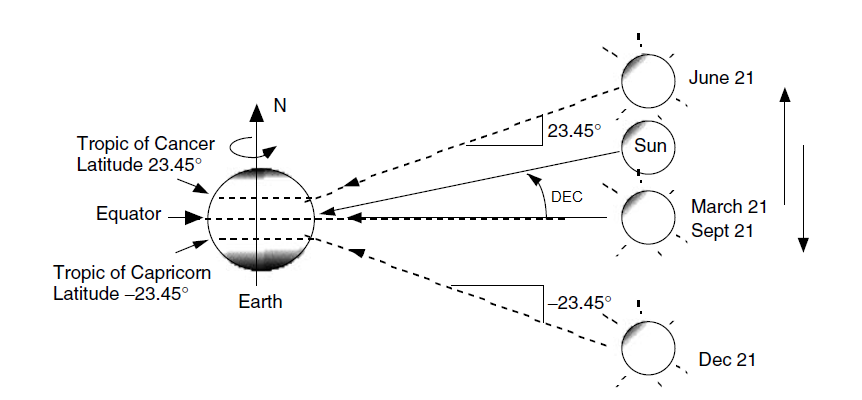 June 21
N
23.45°
Tropic of Cancer
Latitude 23.45°
Sun
DEC
Equator
March 21
Sept 21
Tropic of Capricorn
Latitude –23.45°
Earth
–23.45°
Dec 21